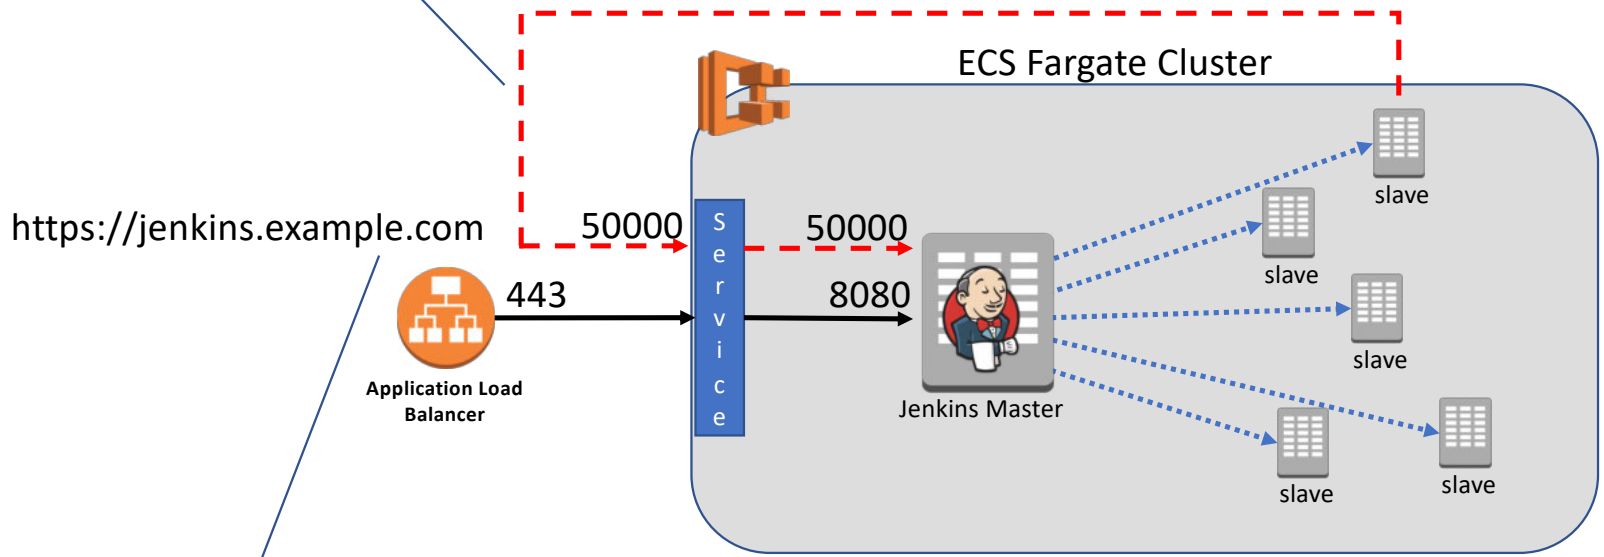 ECS Fargate Cluster
https://jenkins.example.com
50000
50000
443
8080
Service
Application Load
Balancer
Jenkins Master
slave
slave
slave
slave
slave